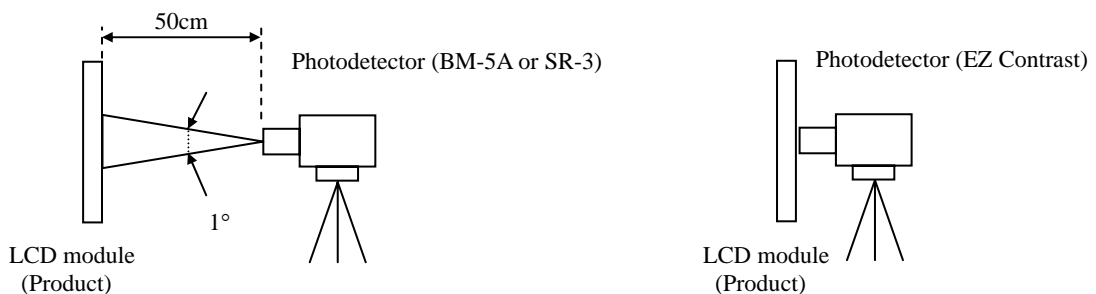 50cm
Photodetector (BM-5A or SR-3)
1°
LCD module
(Product)
Photodetector (EZ Contrast)
LCD module
(Product)